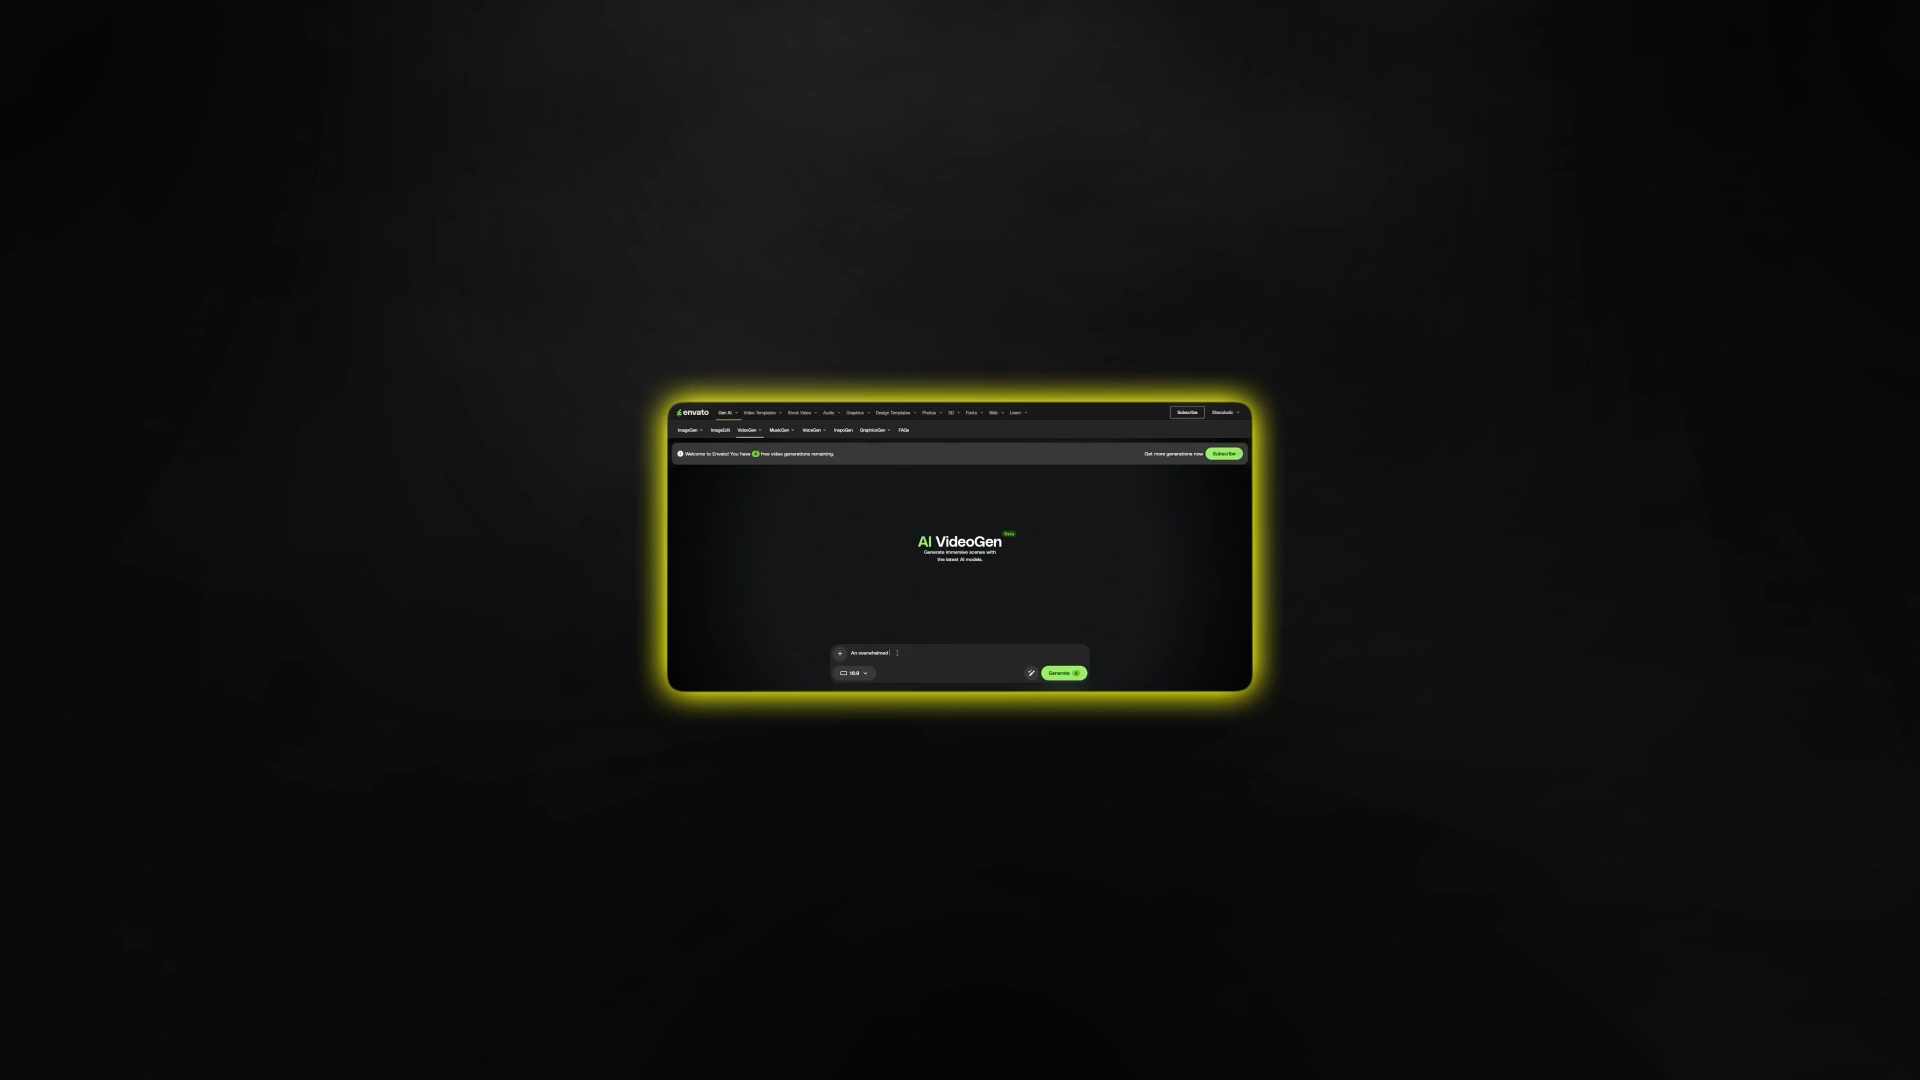 envato Gen AI Video Templates Stock Video Audio Graphics Design Templates Photos 3D Fonts Web Learn Subscribe
ImageGen ImageEdit VideoGen MusicGen VoiceGen InspoGen GraphicsGen FAQs
Welcome to Envato! You have free video generations remaining. Get more generations now Subscribe
AI VideoGen Beta
Generate immersive scenes with
the latest AI models.
An overwhelmed
16:9 Generate